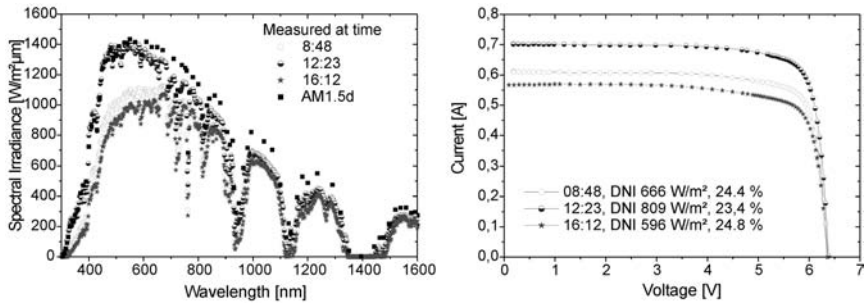 Spectral Irradiance [W/m²µm]
1600
1400
1200
1000
800
600
400
200
0
400 600 800 1000 1200 1400 1600
Wavelength [nm]
Measured at time
8:48
12:23
16:12
AM1.5d
Current [A]
0,8
0,7
0,6
0,5
0,4
0,3
0,2
0,1
0,0
0 1 2 3 4 5 6 7
Voltage [V]
08:48, DNI 666 W/m², 24.4 %
12:23, DNI 809 W/m², 23,4 %
16:12, DNI 596 W/m², 24.8 %